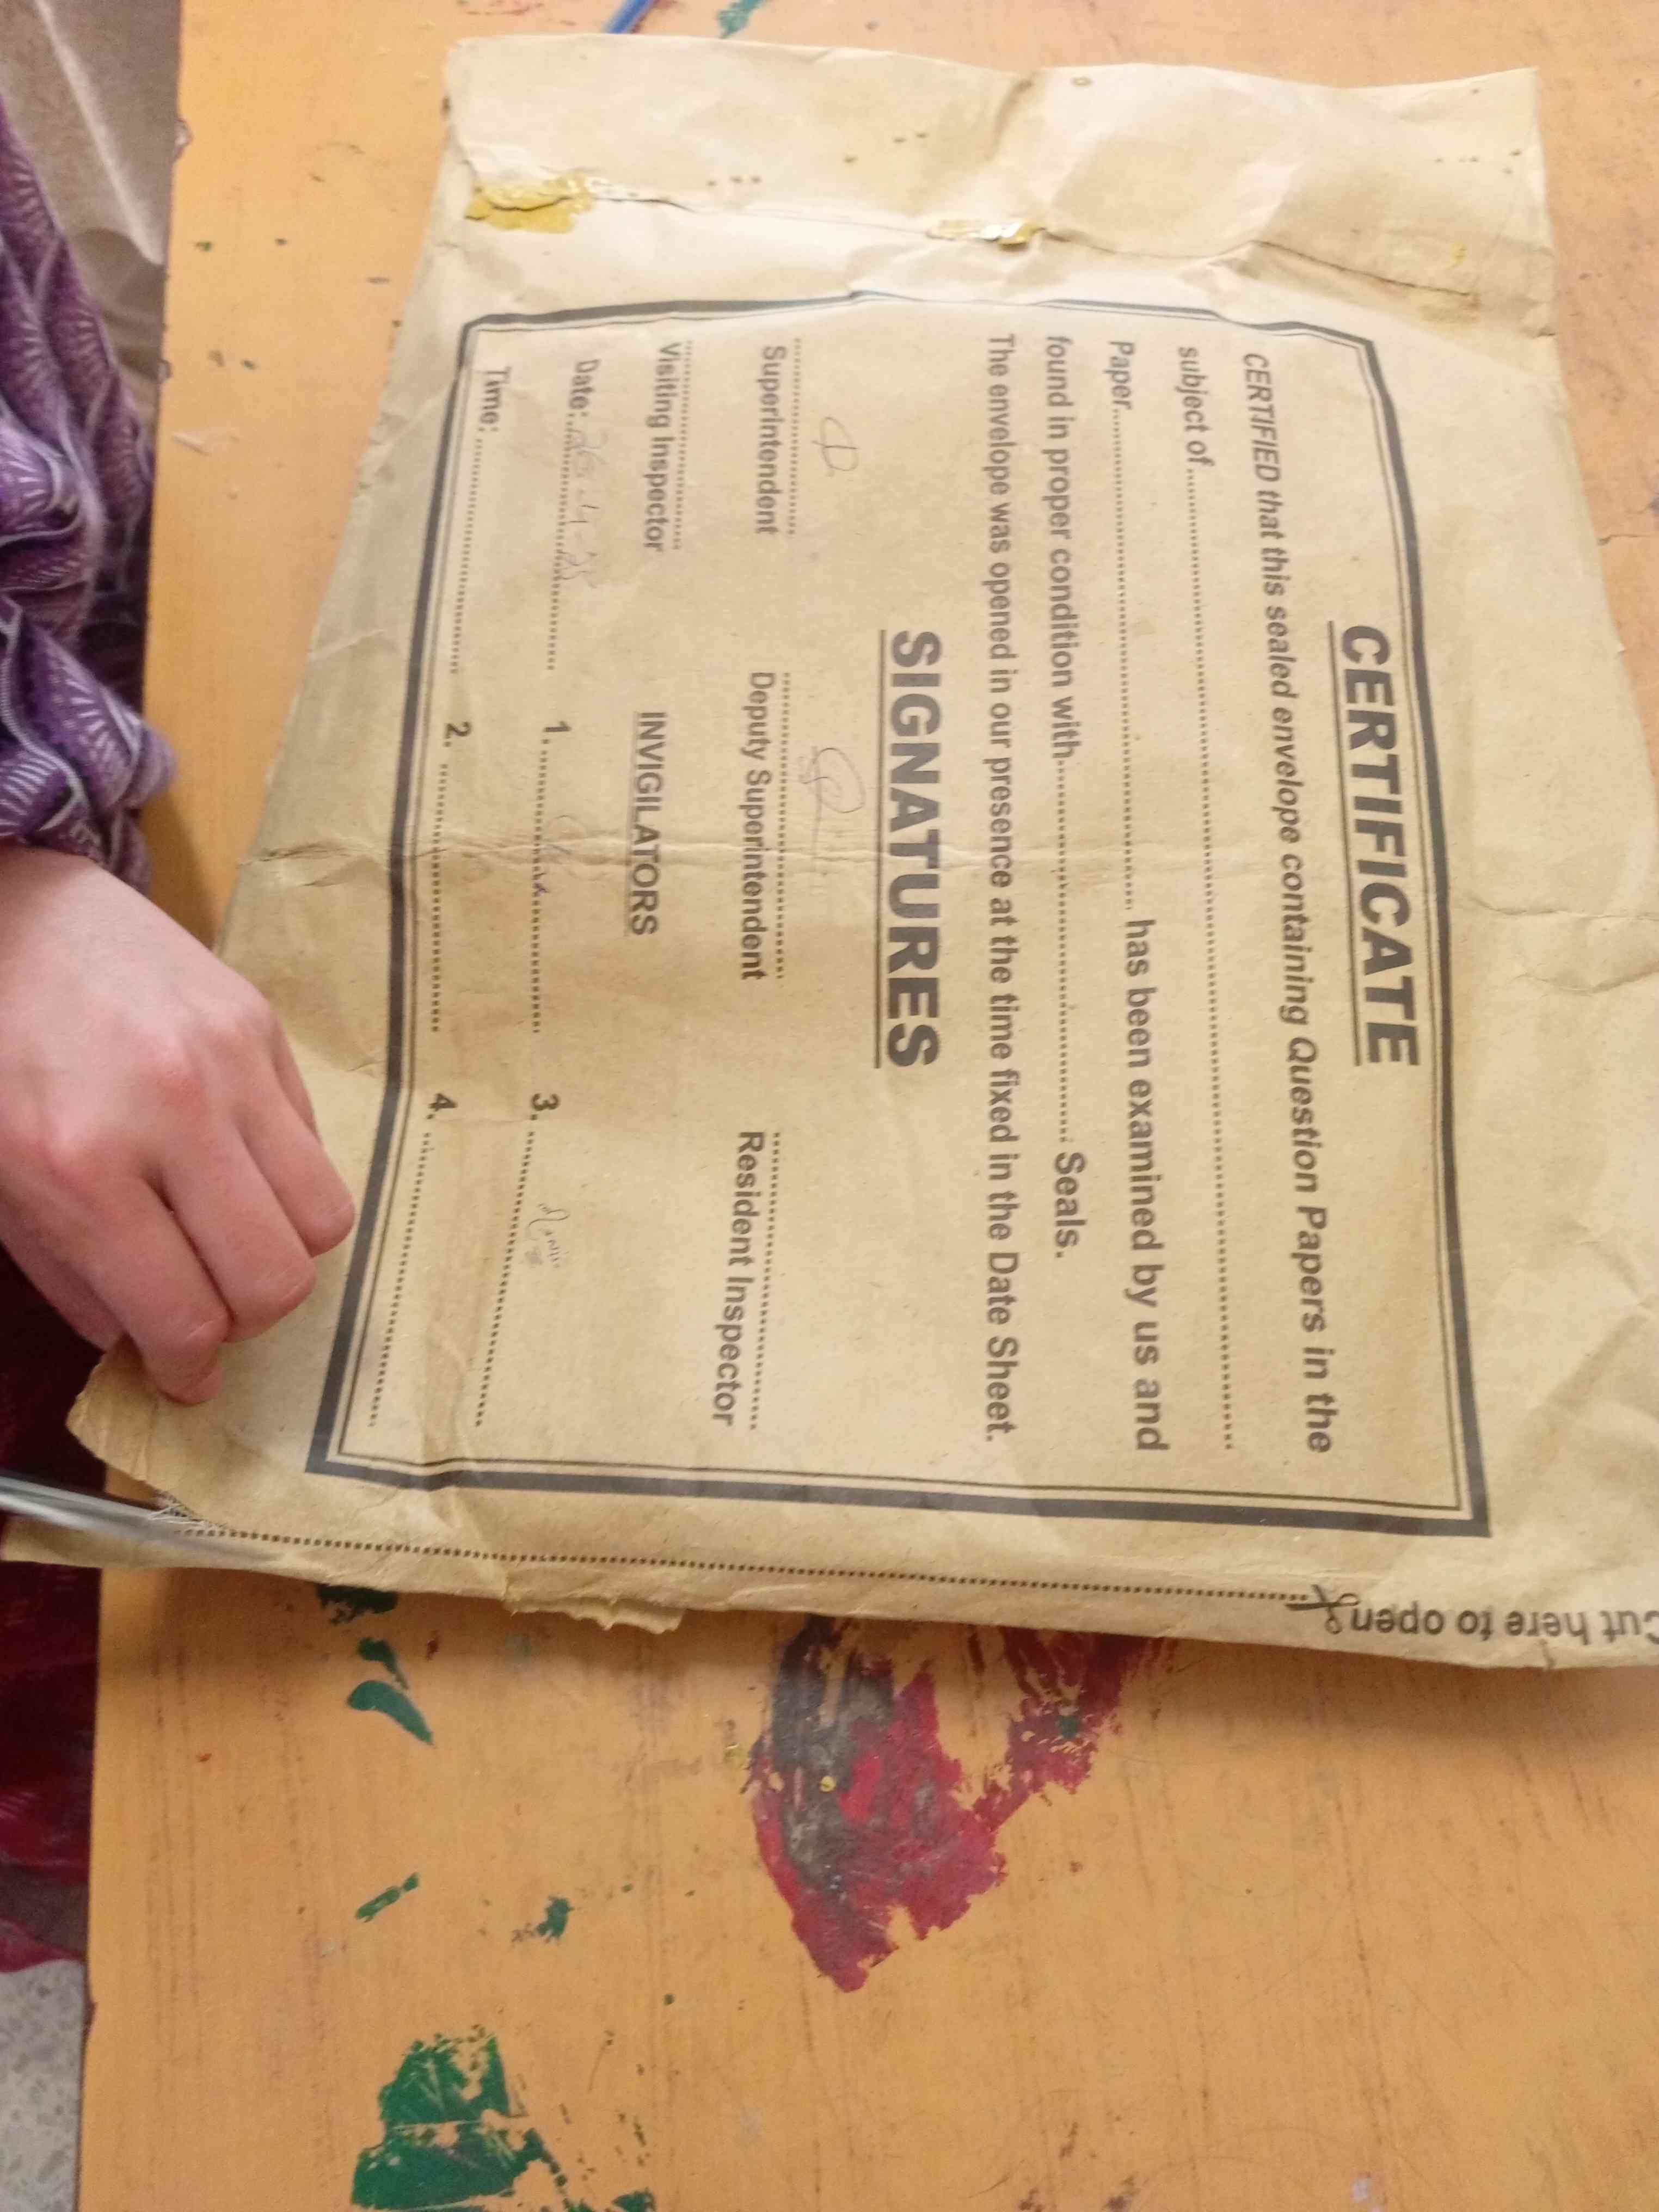 CERTIFICATE
CERTIFIED that this sealed envelope containing Question Papers in the
subject of ................................................
Paper................................ has been examined by us and
found in proper condition with................................ Seals.
The envelope was opened in our presence at the time fixed in the Date Sheet.
SIGNATURES
Superintendent Deputy Superintendent Resident Inspector
Visiting Inspector INVIGILATORS
Date: 26-4-25 1. ................ 3. ................
Time: ................ 2. ................ 4. ................
Cut here to open